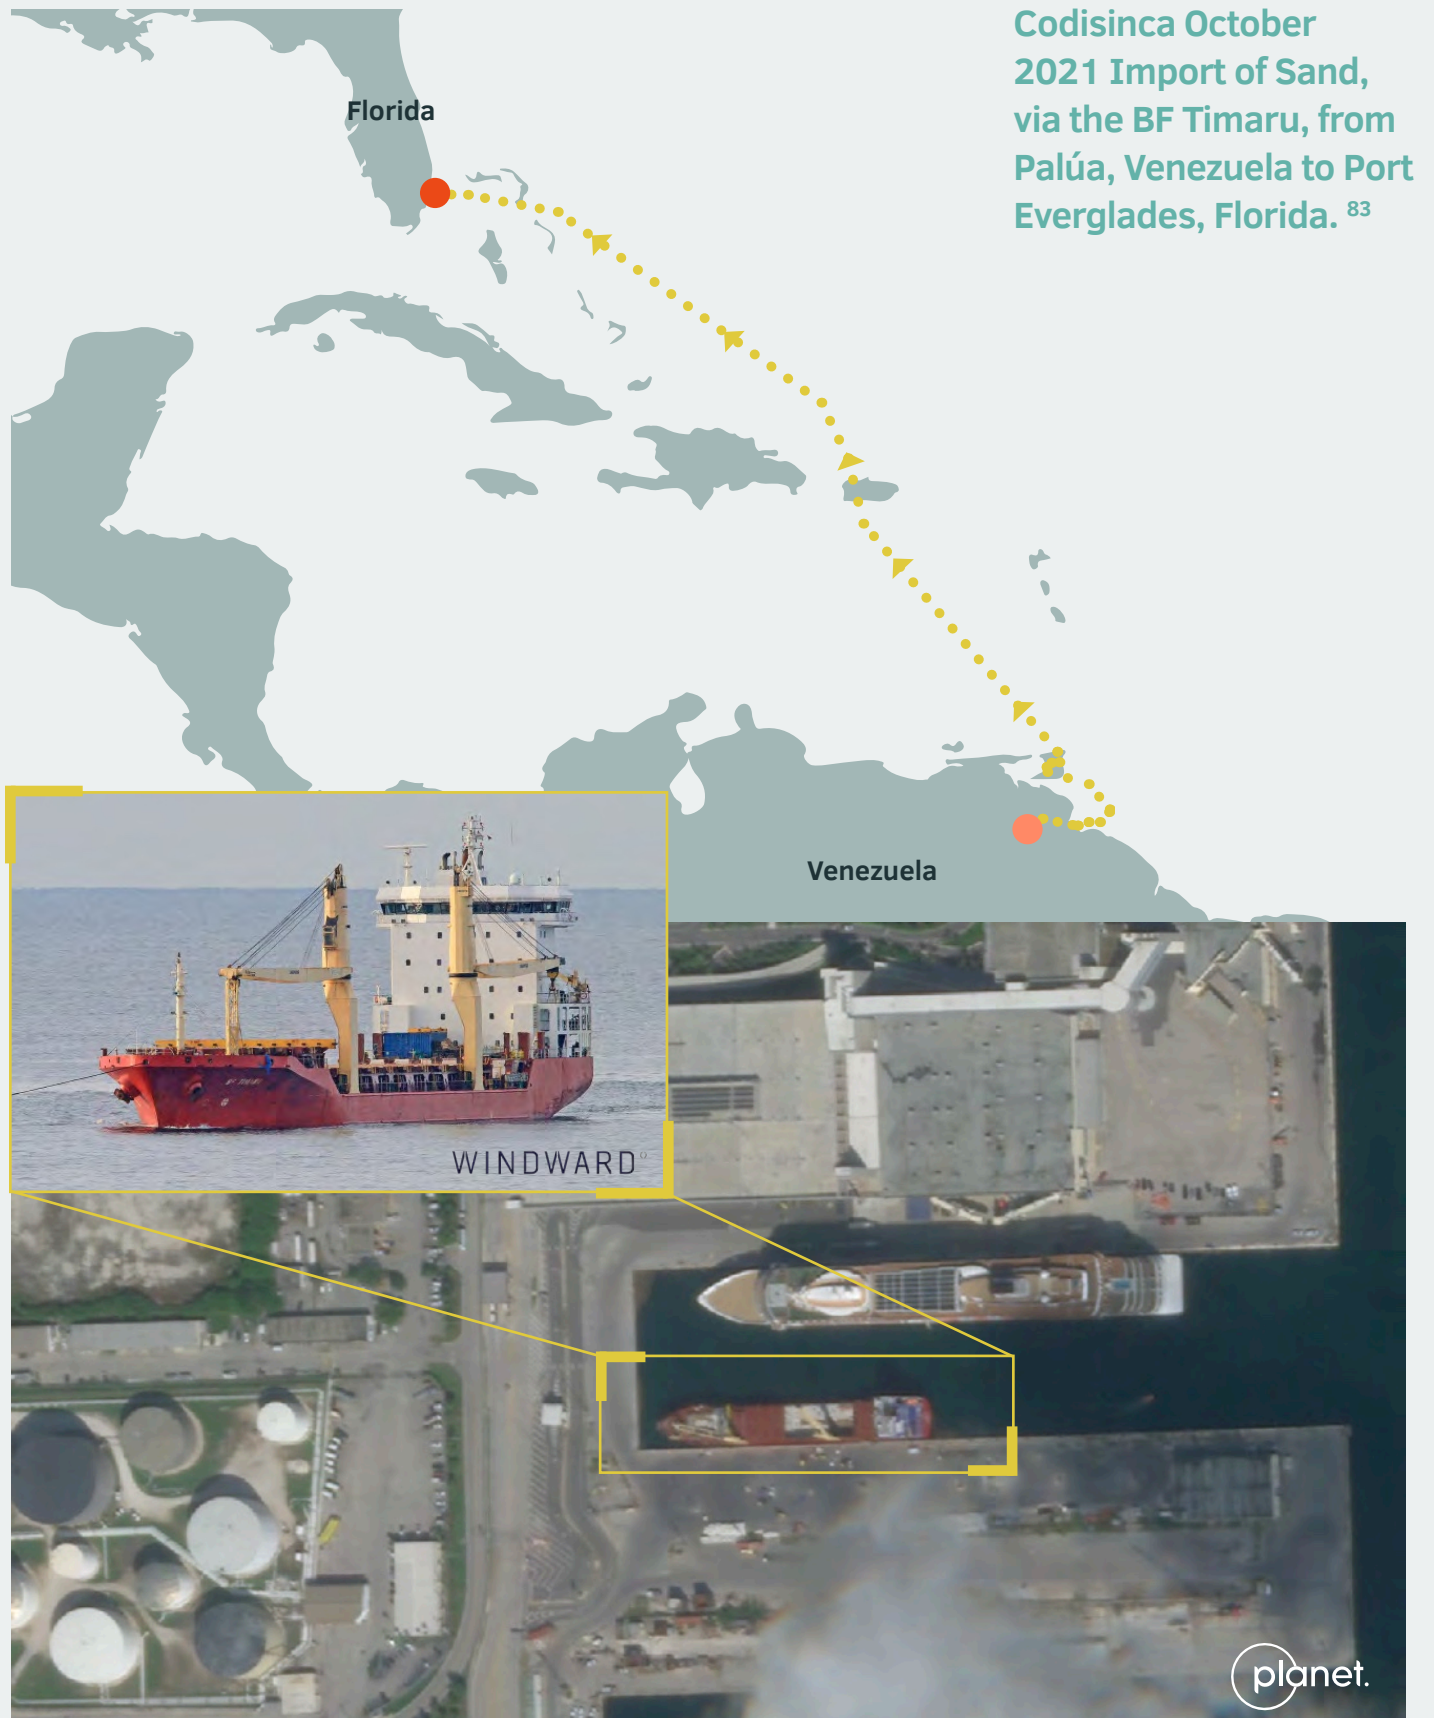 Codisinca October
2021 Import of Sand,
via the BF Timaru, from
Palúa, Venezuela to Port
Everglades, Florida. 83
Florida
Venezuela
WINDWARD
planet.